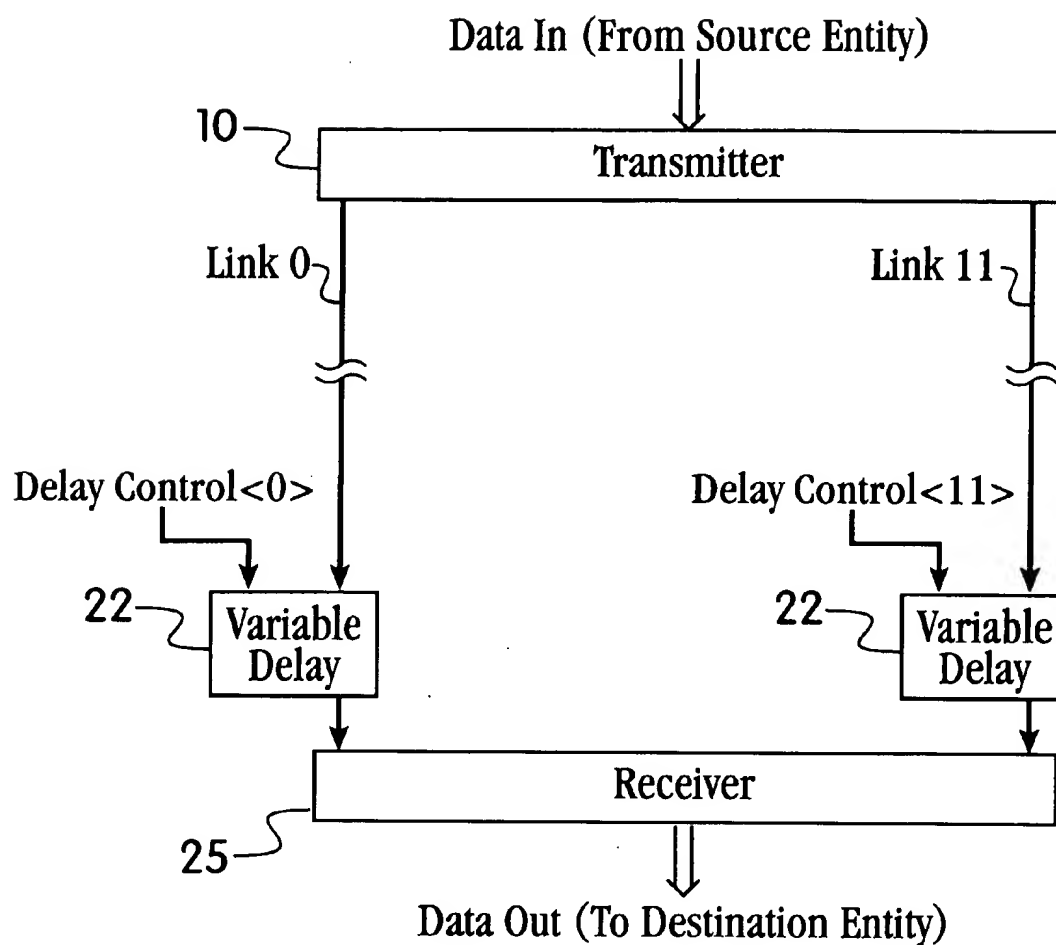 Data In (From Source Entity)
10
Transmitter
Link 0
Link 11
Delay Control<0>
Delay Control<11>
22
Variable
Delay
22
Variable
Delay
Receiver
25
Data Out (To Destination Entity)